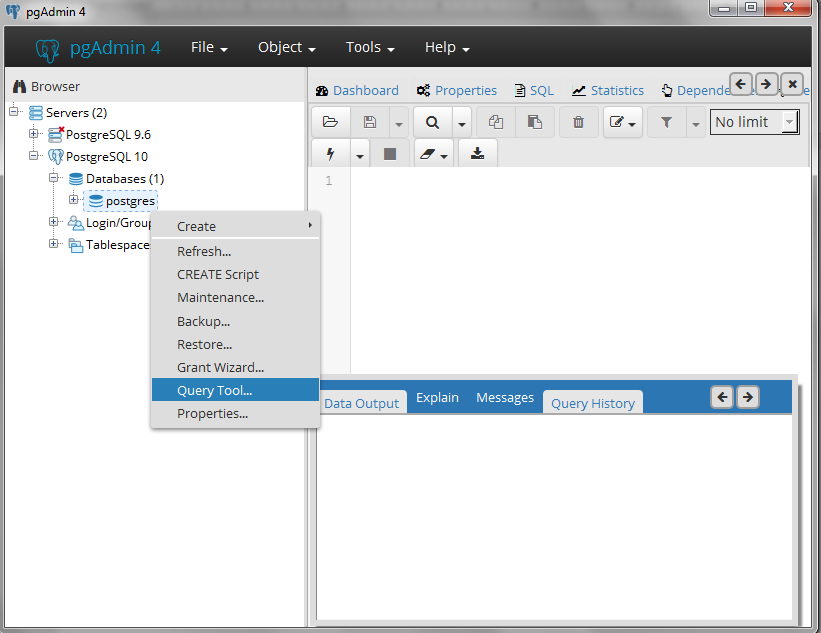 pgAdmin 4
pgAdmin 4 File Object Tools Help
Browser
Dashboard Properties SQL Statistics Depende
Servers (2)
PostgreSQL 9.6
PostgreSQL 10
Databases (1)
postgres
Login/Group
Tablespaces
No limit
1
Create
Refresh...
CREATE Script
Maintenance...
Backup...
Restore...
Grant Wizard...
Query Tool...
Properties...
Data Output Explain Messages Query History